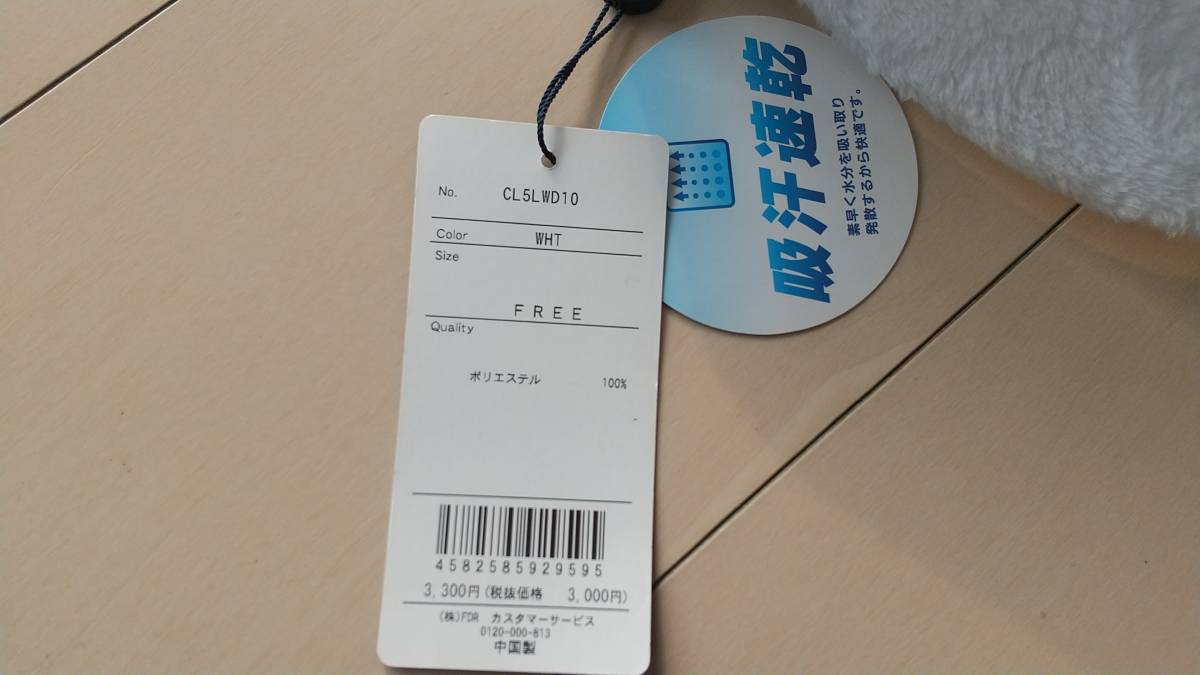 No. CL5LWD10
Color WHT
Size
FREE
Quality
ポリエステル 100%
4582585929595
3,300円(税抜価格 3,000円)
(株)FDR カスタマーサービス
0120-000-813
中国製
吸汗速乾
素早く水分を吸い取り
発散するから快適です。